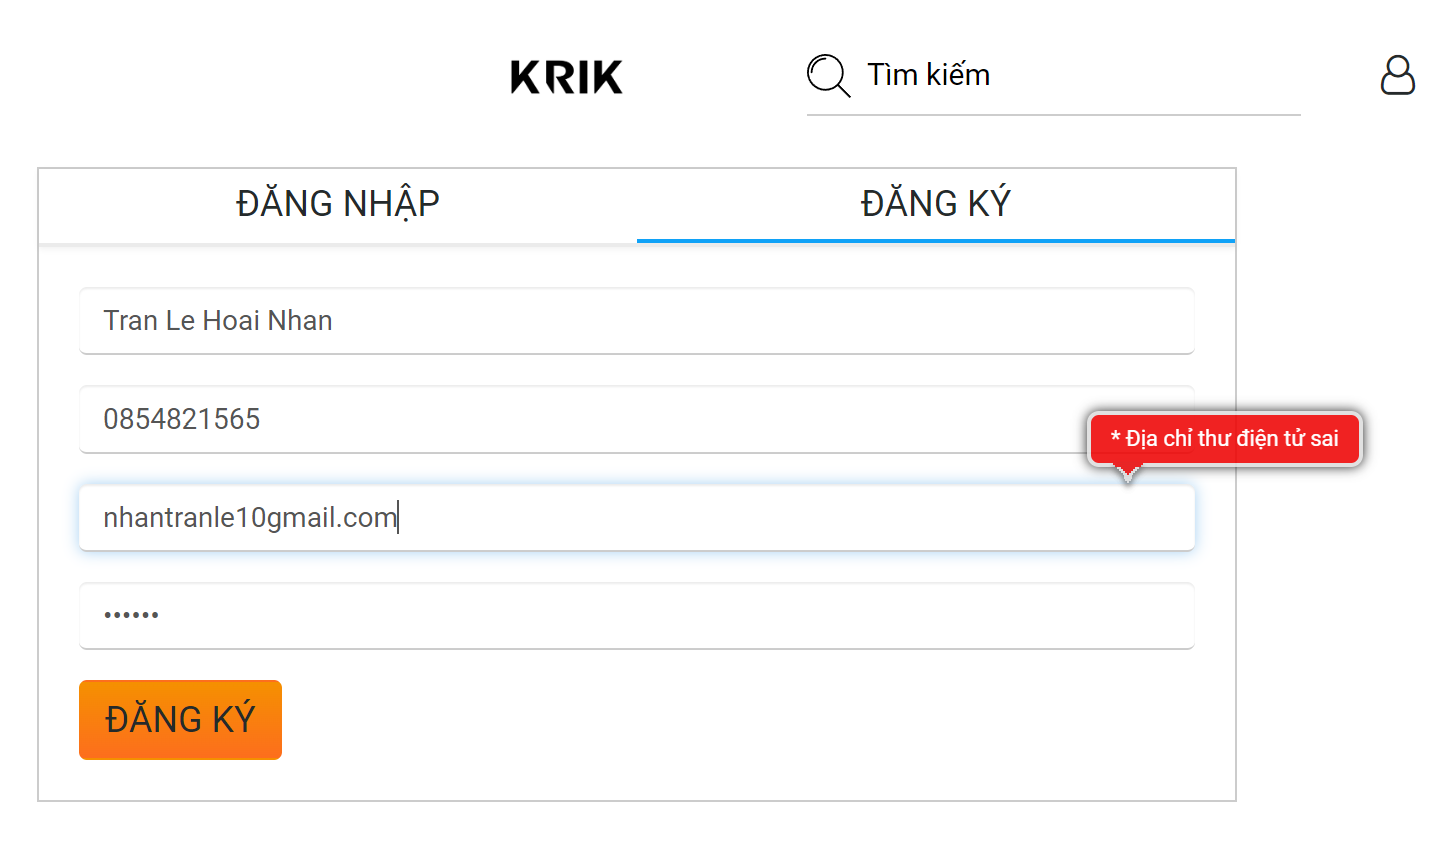 KRIK
Tìm kiếm
ĐĂNG NHẬP
ĐĂNG KÝ
Tran Le Hoai Nhan
0854821565
* Địa chỉ thư điện tử sai
nhantranle10gmail.com
••••••
ĐĂNG KÝ